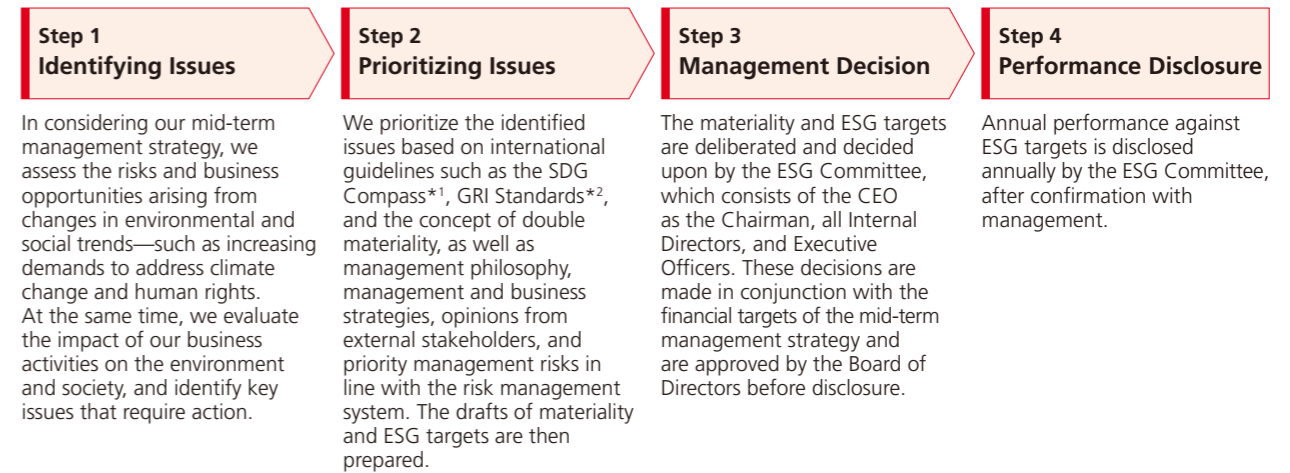 Step 1
Identifying Issues
In considering our mid-term
management strategy, we
assess the risks and business
opportunities arising from
changes in environmental and
social trends—such as increasing
demands to address climate
change and human rights.
At the same time, we evaluate
the impact of our business
activities on the environment
and society, and identify key
issues that require action.
Step 2
Prioritizing Issues
We prioritize the identified
issues based on international
guidelines such as the SDG
Compass*1, GRI Standards*2,
and the concept of double
materiality, as well as
management philosophy,
management and business
strategies, opinions from
external stakeholders, and
priority management risks in
line with the risk management
system. The drafts of materiality
and ESG targets are then
prepared.
Step 3
Management Decision
The materiality and ESG targets
are deliberated and decided
upon by the ESG Committee,
which consists of the CEO
as the Chairman, all Internal
Directors, and Executive
Officers. These decisions are
made in conjunction with the
financial targets of the mid-term
management strategy and
are approved by the Board of
Directors before disclosure.
Step 4
Performance Disclosure
Annual performance against
ESG targets is disclosed
annually by the ESG Committee,
after confirmation with
management.